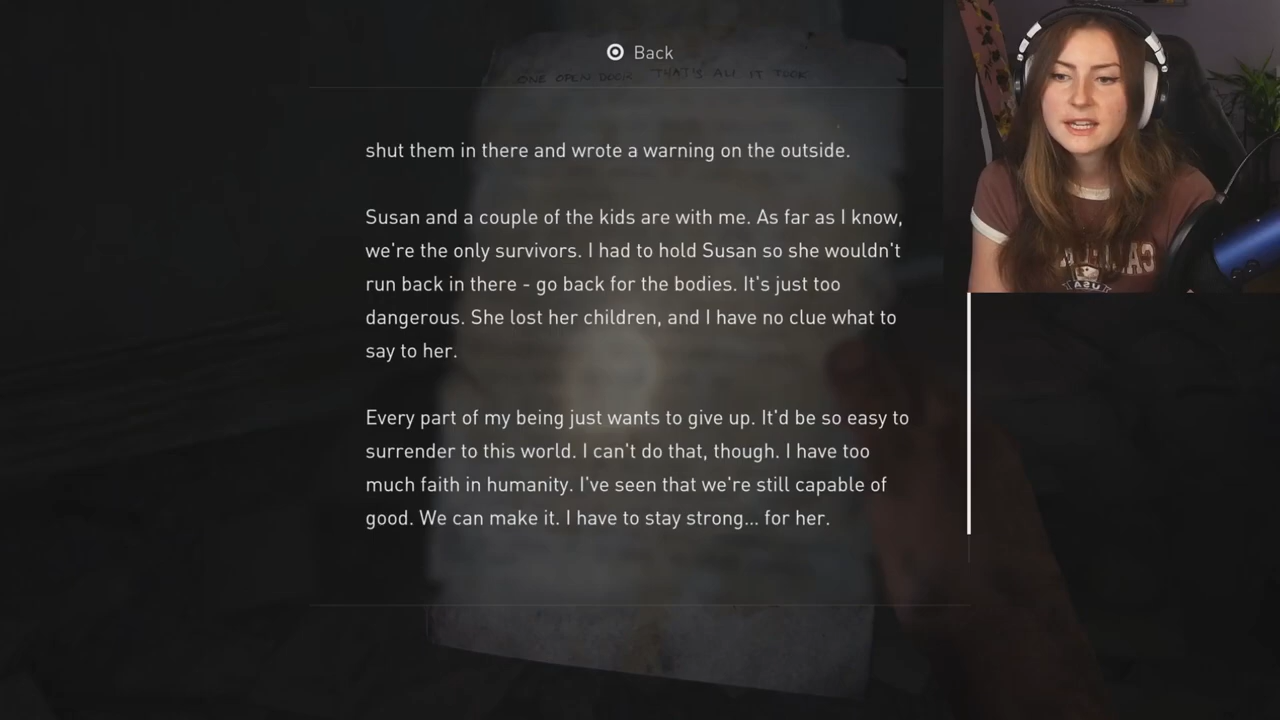 Back
ONE OPEN DOOR THAT'S ALL IT TOOK
shut them in there and wrote a warning on the outside.
Susan and a couple of the kids are with me. As far as I know,
we're the only survivors. I had to hold Susan so she wouldn't
run back in there - go back for the bodies. It's just too
dangerous. She lost her children, and I have no clue what to
say to her.
Every part of my being just wants to give up. It'd be so easy to
surrender to this world. I can't do that, though. I have too
much faith in humanity. I've seen that we're still capable of
good. We can make it. I have to stay strong... for her.
USA